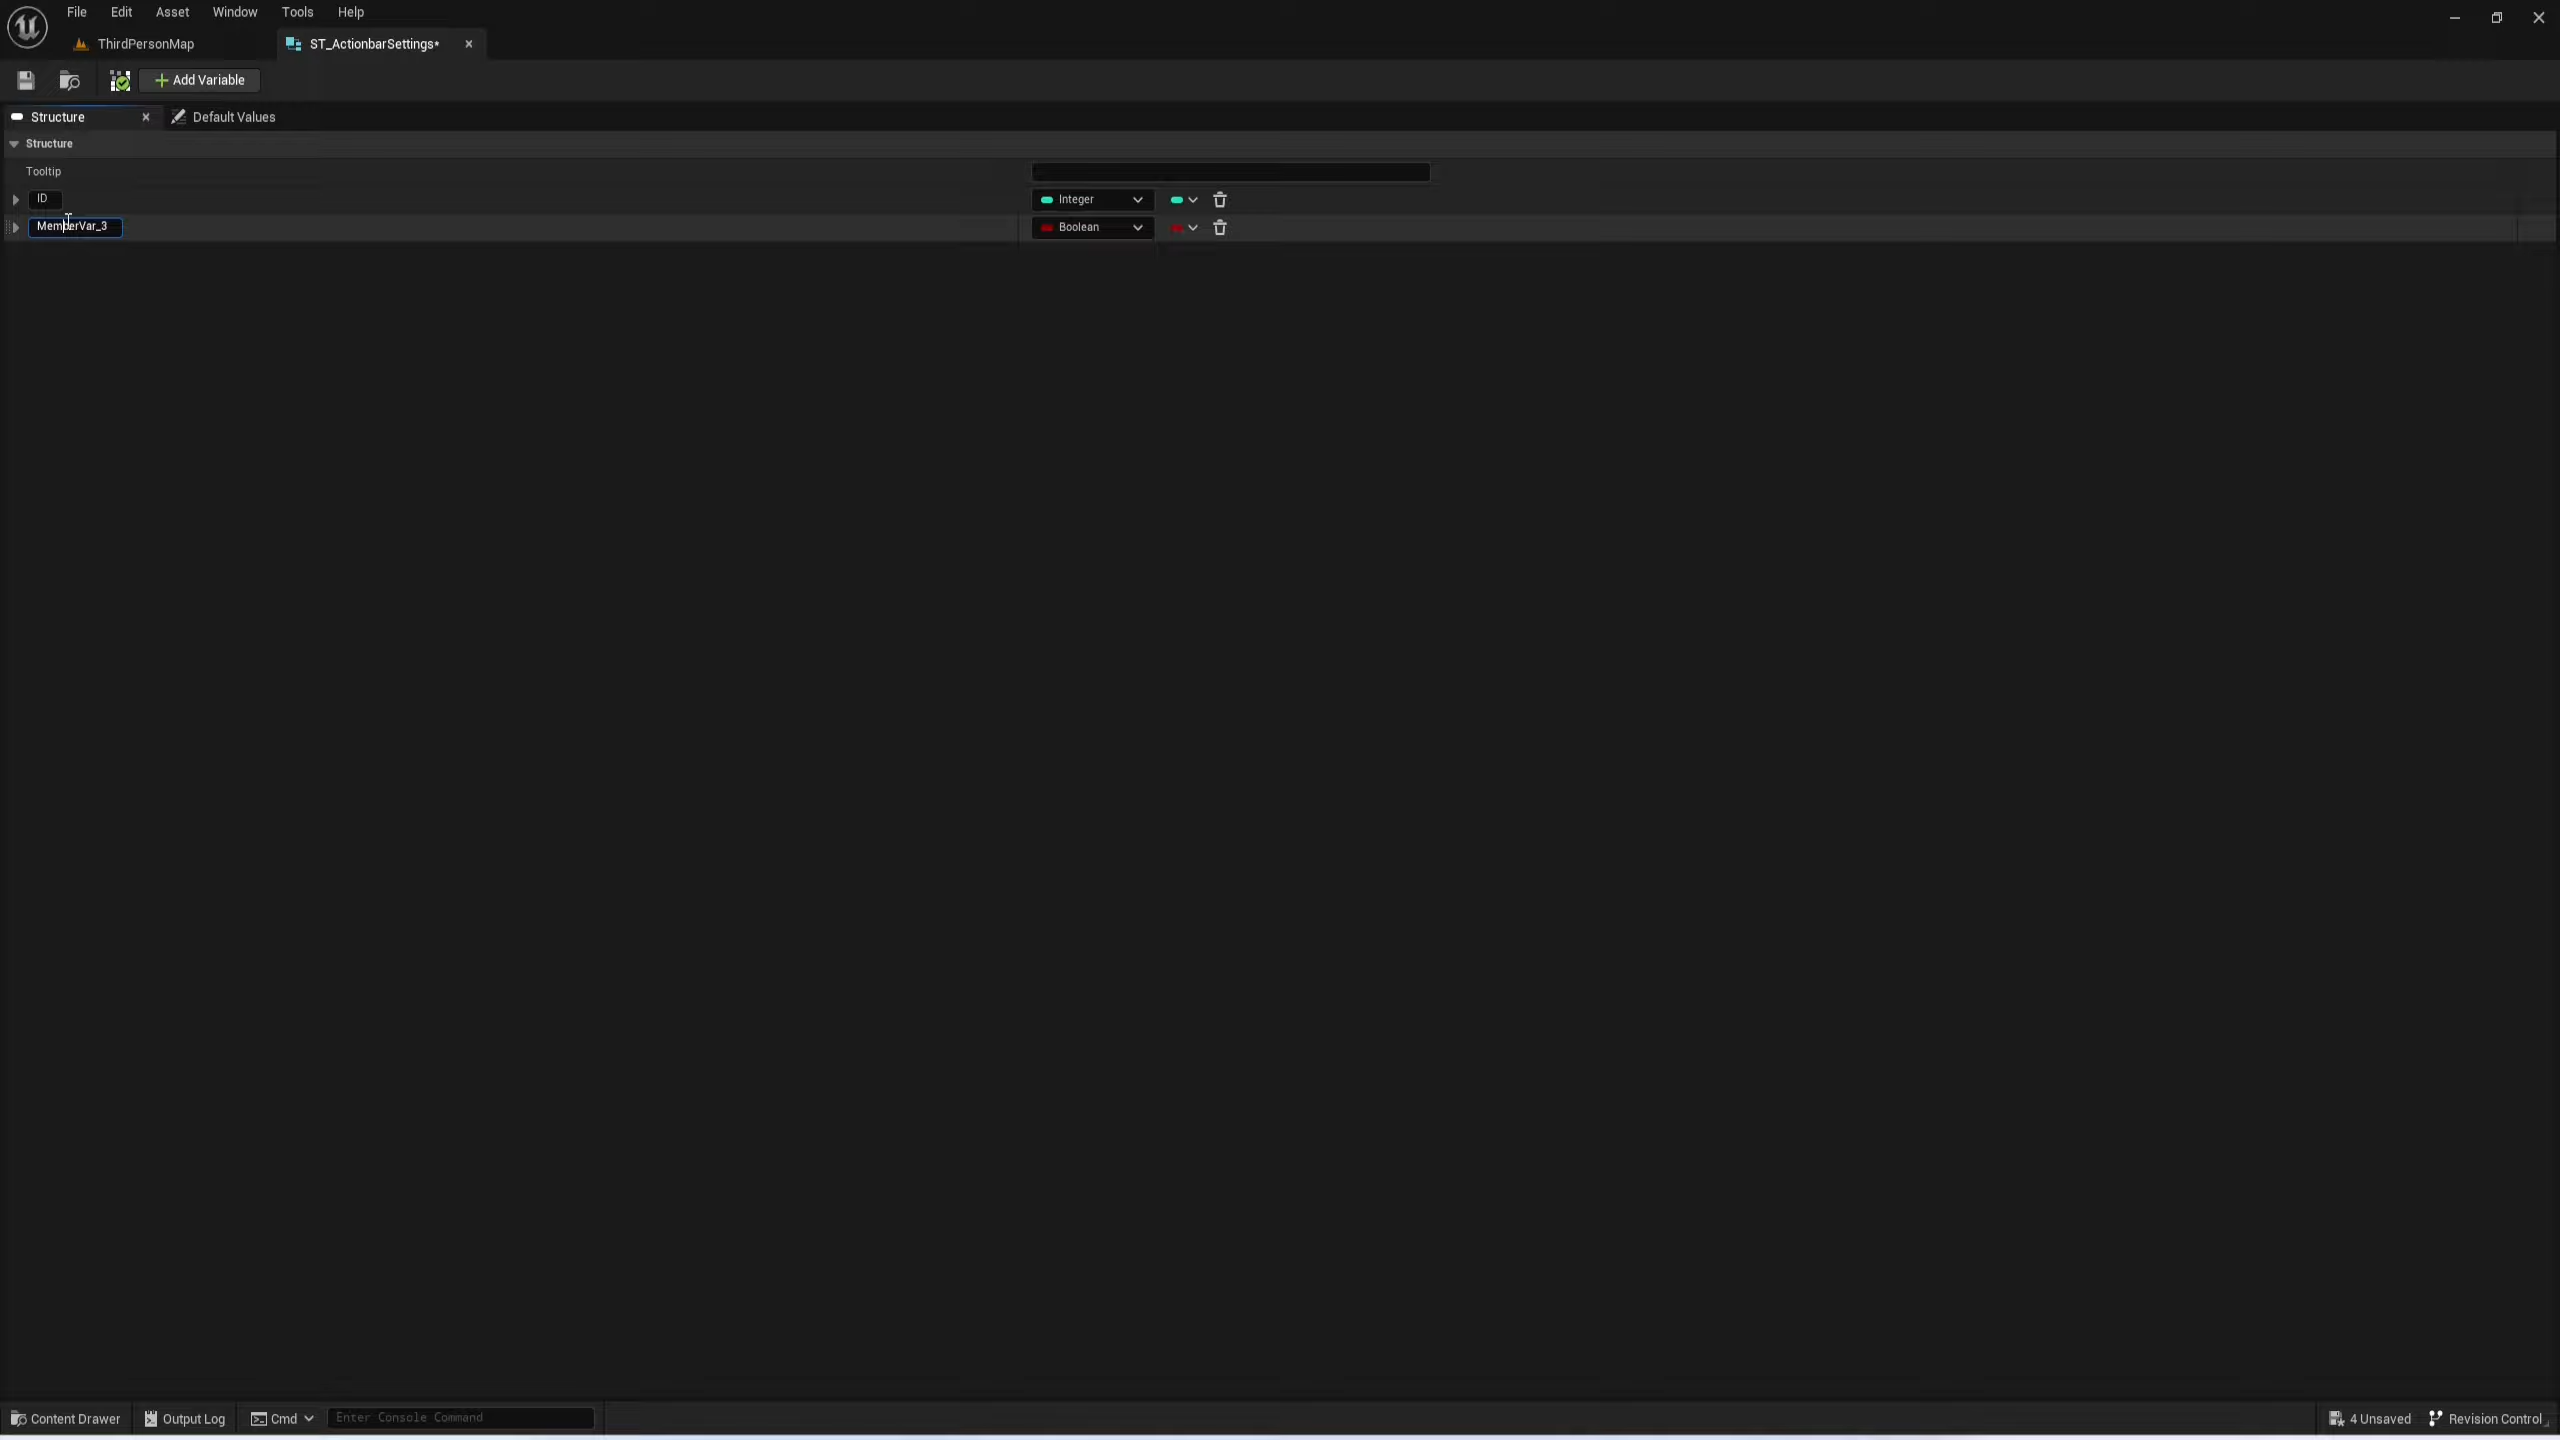 File Edit Asset Window Tools Help
ThirdPersonMap ST_ActionbarSettings*
Add Variable
Structure Default Values
Structure
Tooltip
ID Integer
MemberVar_3 Boolean
Content Drawer Output Log Cmd Enter Console Command 4 Unsaved Revision Control